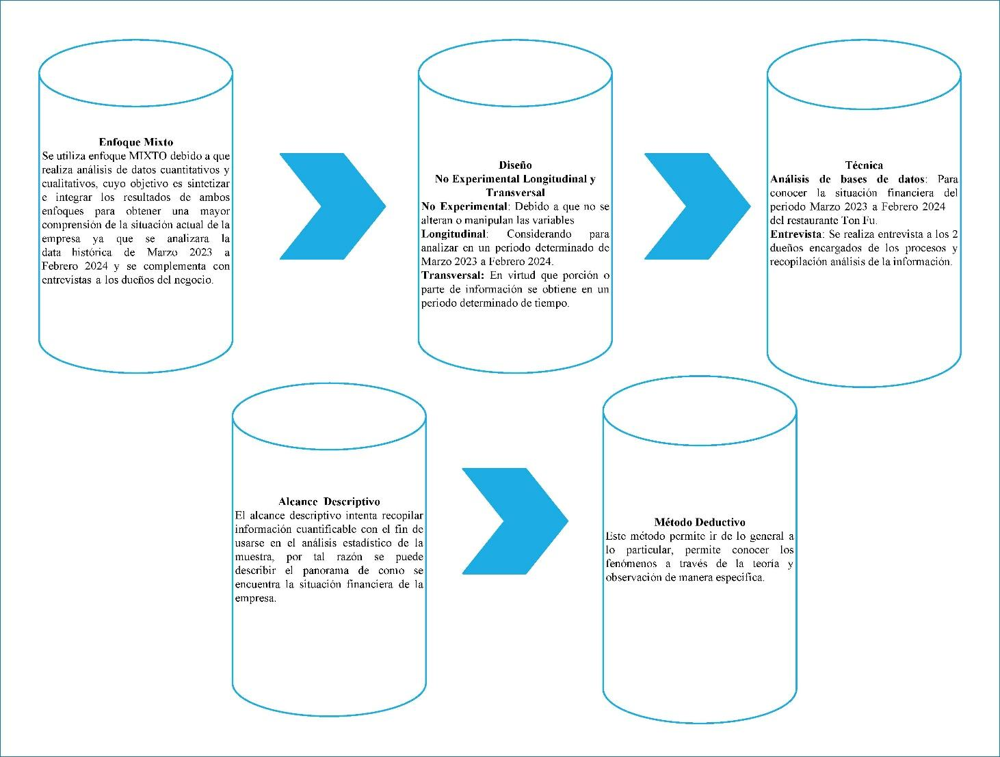 Enfoque Mixto
Se utiliza enfoque MIXTO debido a que
realiza análisis de datos cuantitativos y
cualitativos, cuyo objetivo es sintetizar
e integrar los resultados de ambos
enfoques para obtener una mayor
comprensión de la situación actual de la
empresa ya que se analizara la
data histórica de Marzo 2023 a
Febrero 2024 y se complementa con
entrevistas a los dueños del negocio.
Diseño
No Experimental Longitudinal y
Transversal
No Experimental: Debido a que no se
alteran o manipulan las variables
Longitudinal: Considerando para
analizar en un periodo determinado de
Marzo 2023 a Febrero 2024.
Transversal: En virtud que porción o
parte de información se obtiene en un
periodo determinado de tiempo.
Técnica
Análisis de bases de datos: Para
conocer la situación financiera del
periodo Marzo 2023 a Febrero 2024
del restaurante Ton Fu.
Entrevista: Se realiza entrevista a los 2
dueños encargados de los procesos y
recopilación análisis de la información.
Alcance Descriptivo
El alcance descriptivo intenta recopilar
información cuantificable con el fin de
usarse en el análisis estadístico de la
muestra, por tal razón se puede
describir el panorama de como se
encuentra la situación financiera de la
empresa.
Método Deductivo
Este método permite ir de lo general a
lo particular, permite conocer los
fenómenos a través de la teoría y
observación de manera especifica.